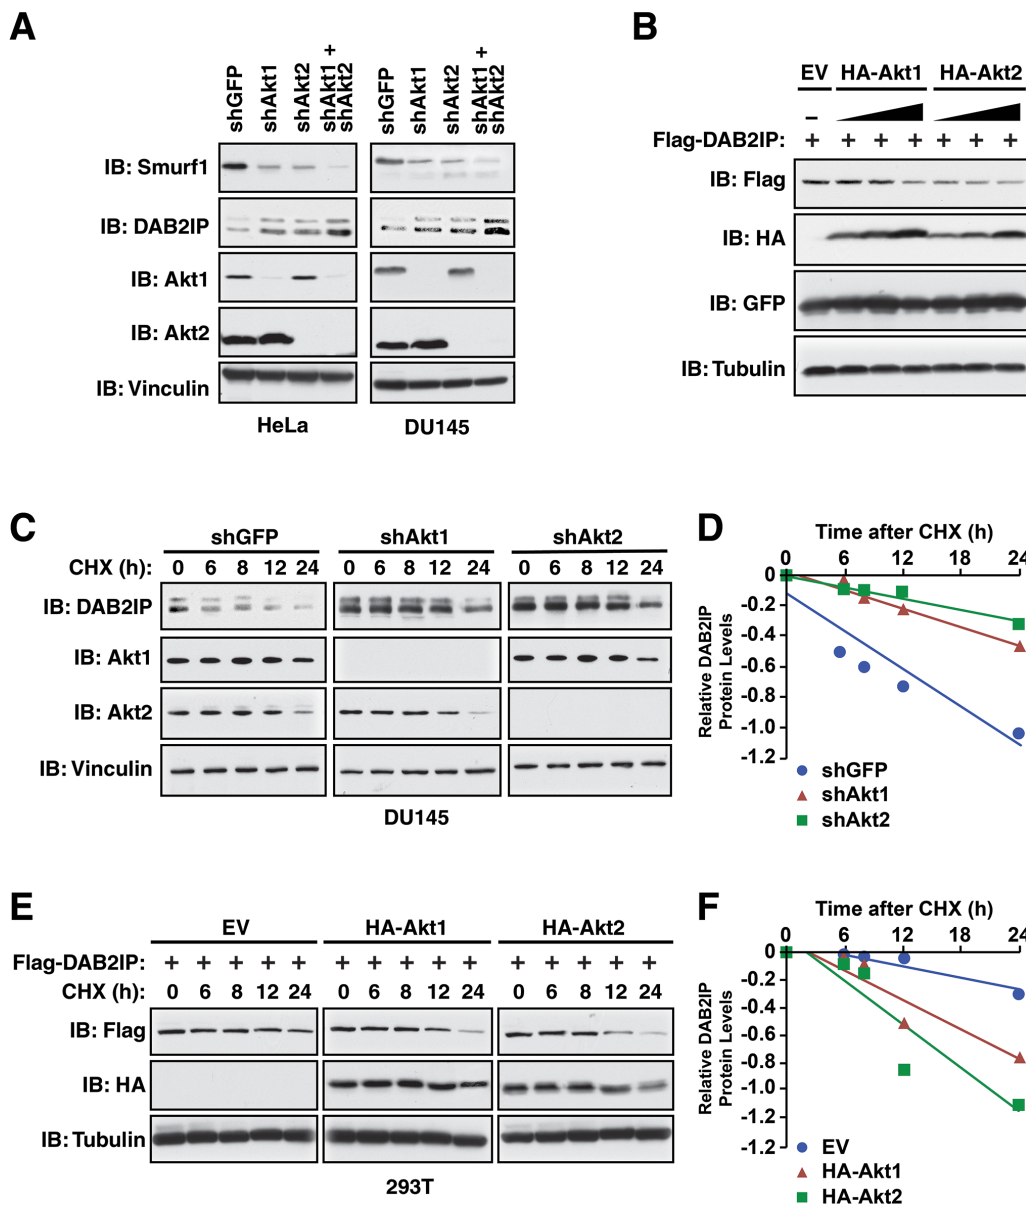 A
shGFP
shAkt1
shAkt2
shAkt1 +
shAkt2
shGFP
shAkt1
shAkt2
shAkt1 +
shAkt2
IB: Smurf1
IB: DAB2IP
IB: Akt1
IB: Akt2
IB: Vinculin
HeLa DU145
B
EV HA-Akt1 HA-Akt2
–
Flag-DAB2IP: + + + + + + +
IB: Flag
IB: HA
IB: GFP
IB: Tubulin
C
shGFP shAkt1 shAkt2
CHX (h): 0 6 8 12 24 0 6 8 12 24 0 6 8 12 24
IB: DAB2IP
IB: Akt1
IB: Akt2
IB: Vinculin
DU145
D
Time after CHX (h)
0 6 12 18 24
Relative DAB2IP
Protein Levels
0
-0.2
-0.4
-0.6
-0.8
-1.0
-1.2
shGFP
shAkt1
shAkt2
E
EV HA-Akt1 HA-Akt2
Flag-DAB2IP: + + + + + + + + + + + + + + +
CHX (h): 0 6 8 12 24 0 6 8 12 24 0 6 8 12 24
IB: Flag
IB: HA
IB: Tubulin
293T
F
Time after CHX (h)
0 6 12 18 24
Relative DAB2IP
Protein Levels
0
-0.2
-0.4
-0.6
-0.8
-1.0
-1.2
-1.2
EV
HA-Akt1
HA-Akt2